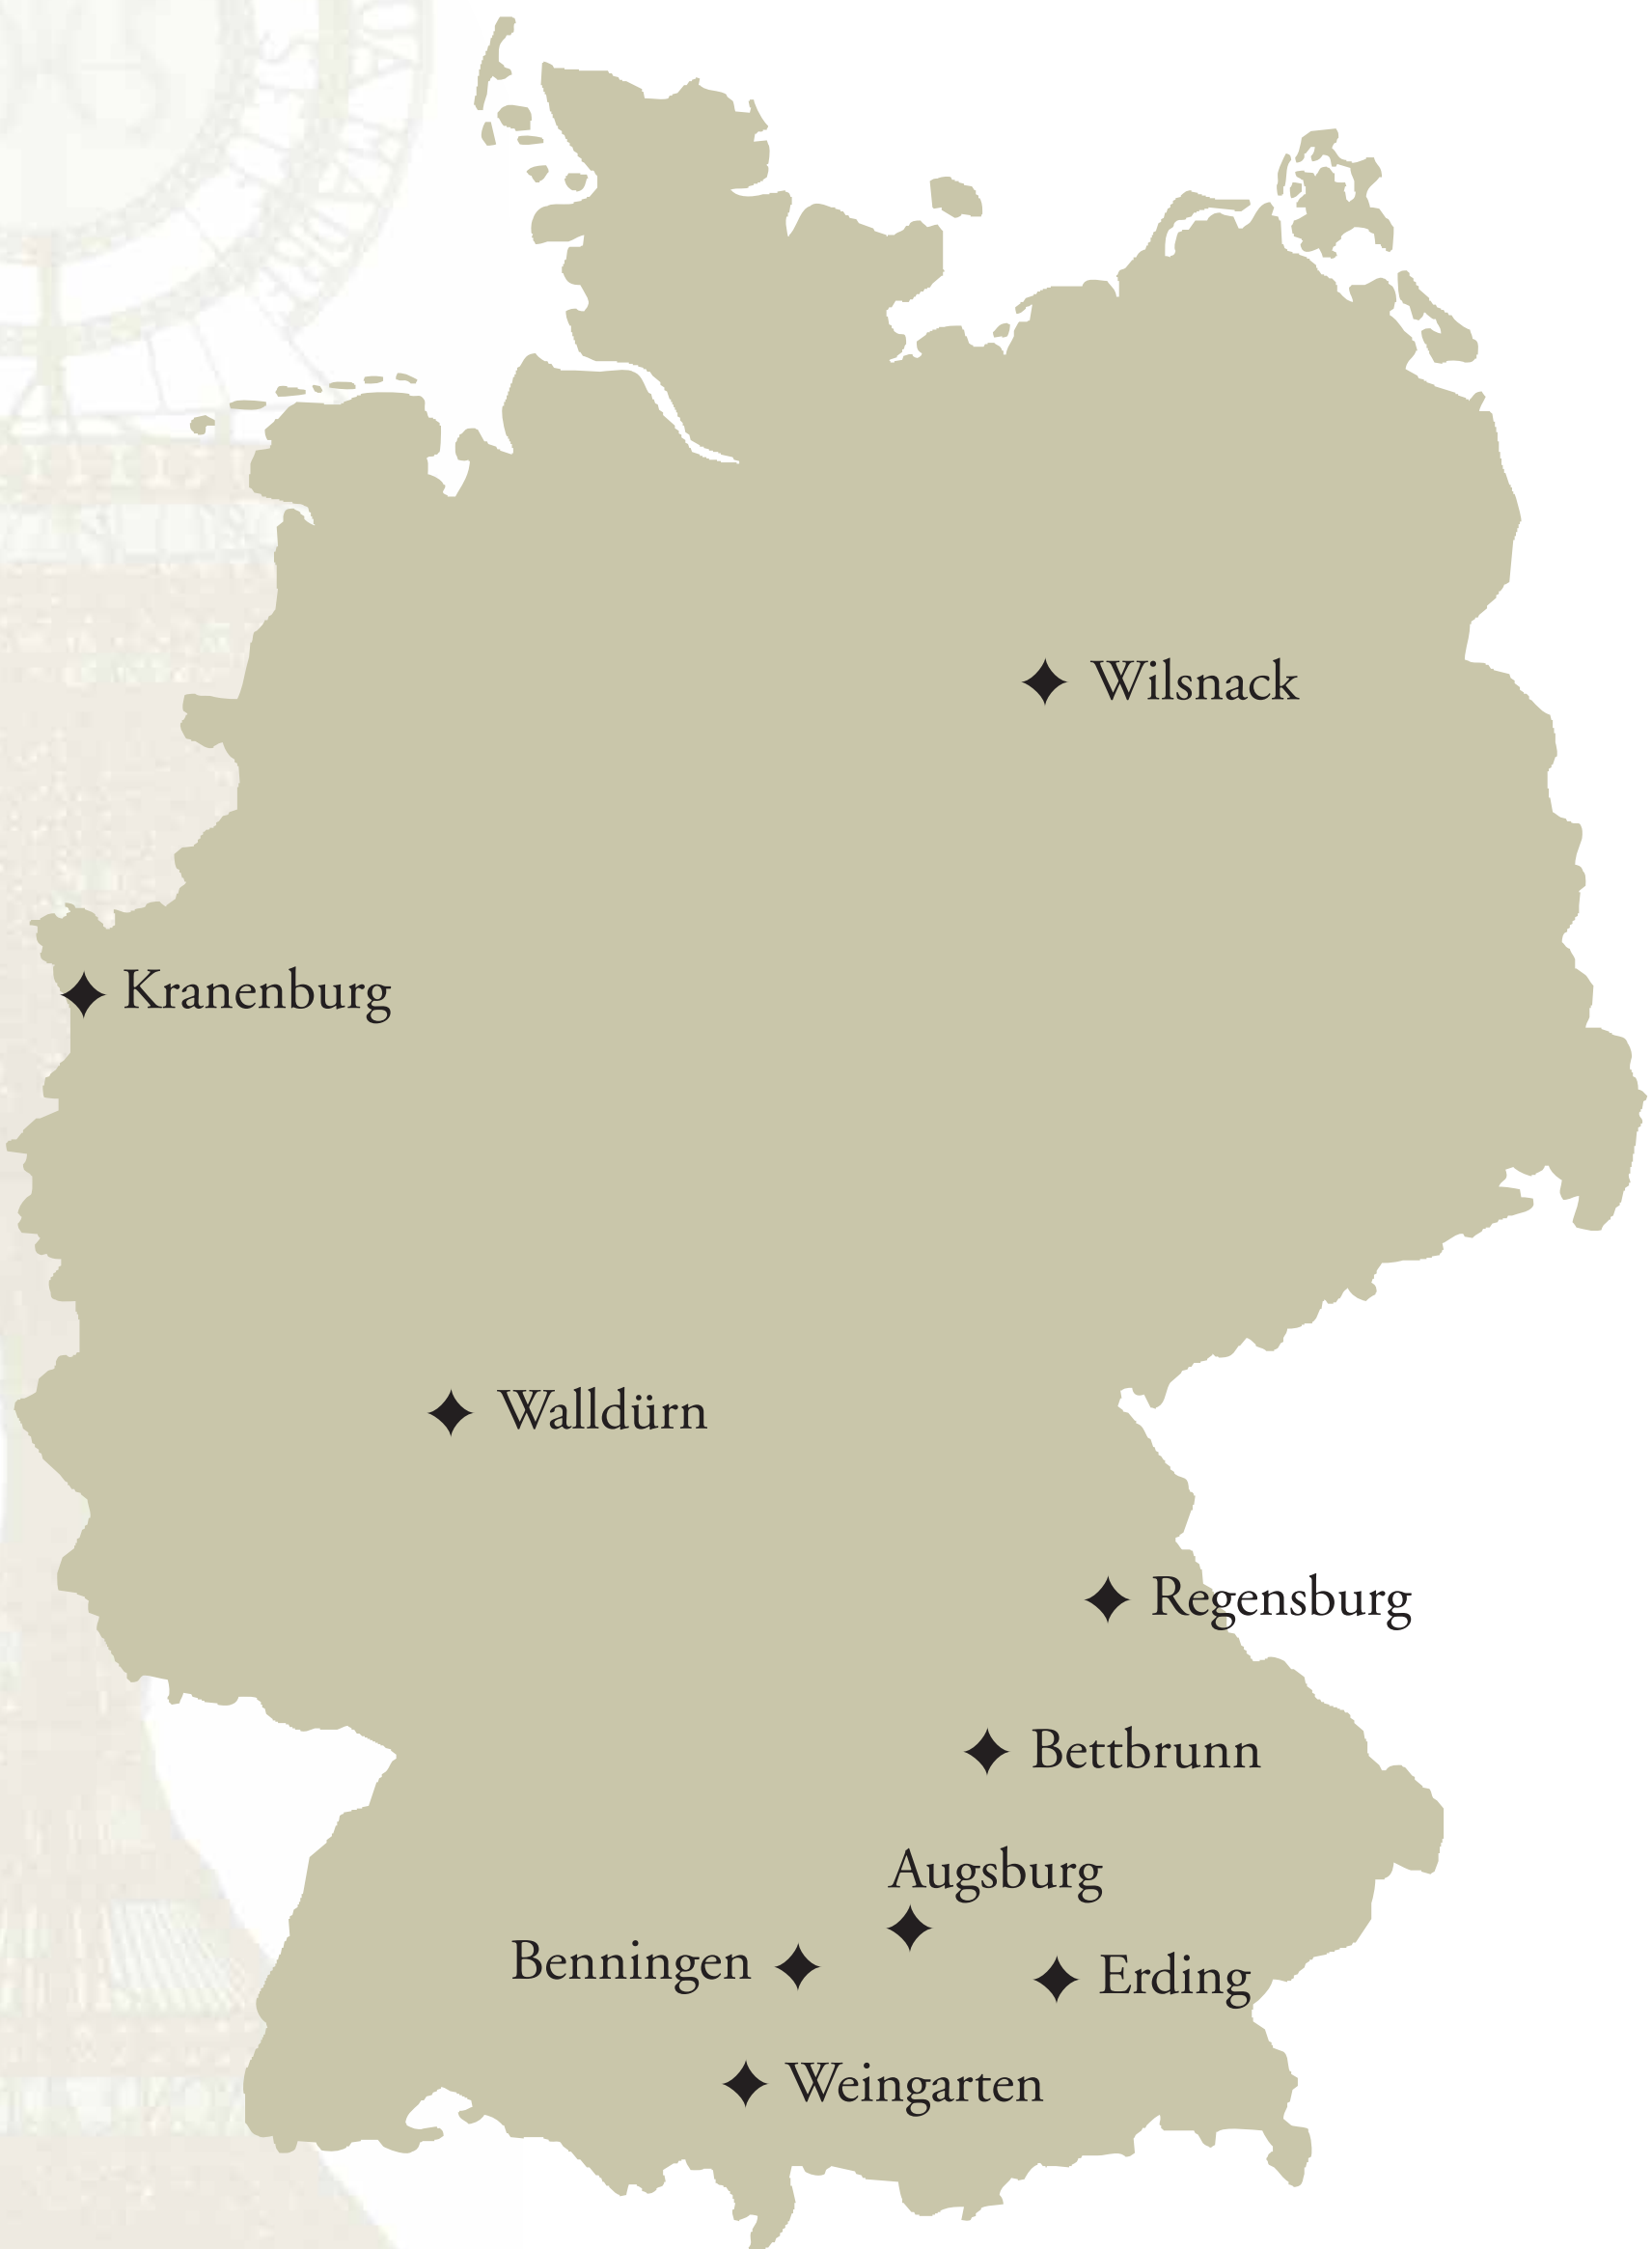 Wilsnack
Kranenburg
Walldürn
Regensburg
Bettbrunn
Augsburg
Benningen
Erding
Weingarten